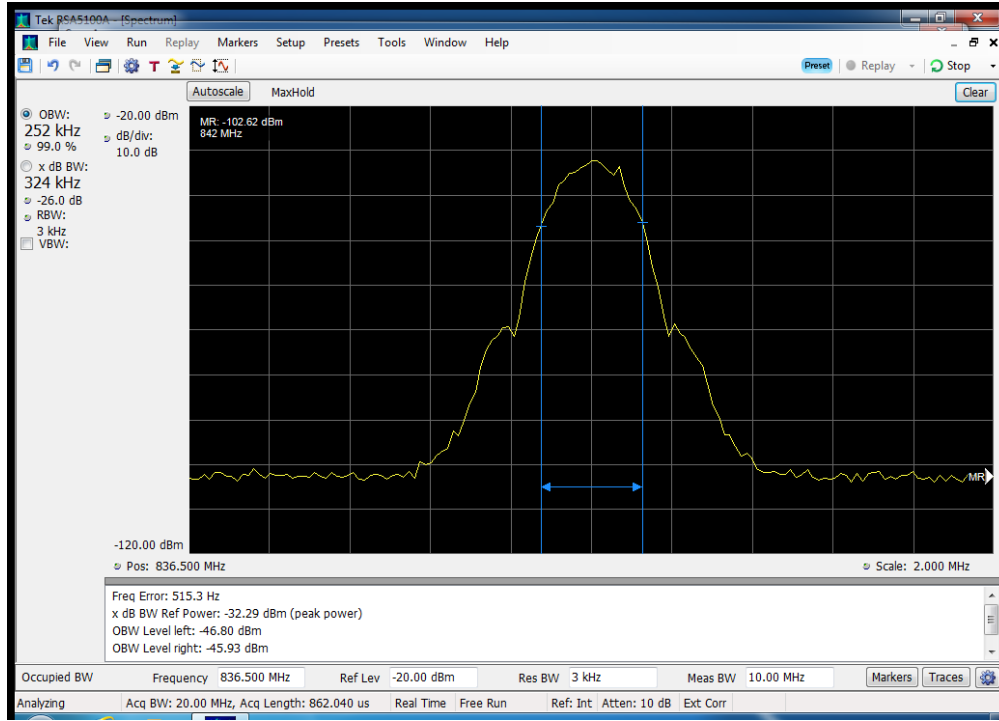 Tek RSA5100A - [Spectrum]
File View Run Replay Markers Setup Presets Tools Window Help
Preset Replay Stop
Autoscale MaxHold Clear
OBW:
252 kHz
99.0 %
x dB BW:
324 kHz
-26.0 dB
RBW:
3 kHz
VBW:
-20.00 dBm
dB/div:
10.0 dB
MR: -102.62 dBm
842 MHz
MR
-120.00 dBm
Pos: 836.500 MHz Scale: 2.000 MHz
Freq Error: 515.3 Hz
x dB BW Ref Power: -32.29 dBm (peak power)
OBW Level left: -46.80 dBm
OBW Level right: -45.93 dBm
Occupied BW Frequency 836.500 MHz Ref Lev -20.00 dBm Res BW 3 kHz Meas BW 10.00 MHz Markers Traces
Analyzing Acq BW: 20.00 MHz, Acq Length: 862.040 us Real Time Free Run Ref: Int Atten: 10 dB Ext Corr